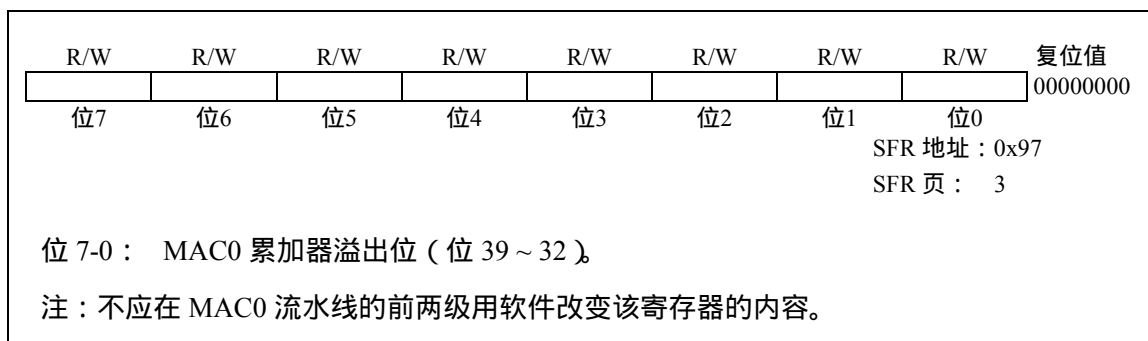 R/W R/W R/W R/W R/W R/W R/W R/W 复位值
00000000
位7 位6 位5 位4 位3 位2 位1 位0
SFR 地址：0x97
SFR 页： 3
位 7-0： MAC0 累加器溢出位（位 39～32）。
注：不应在 MAC0 流水线的前两级用软件改变该寄存器的内容。